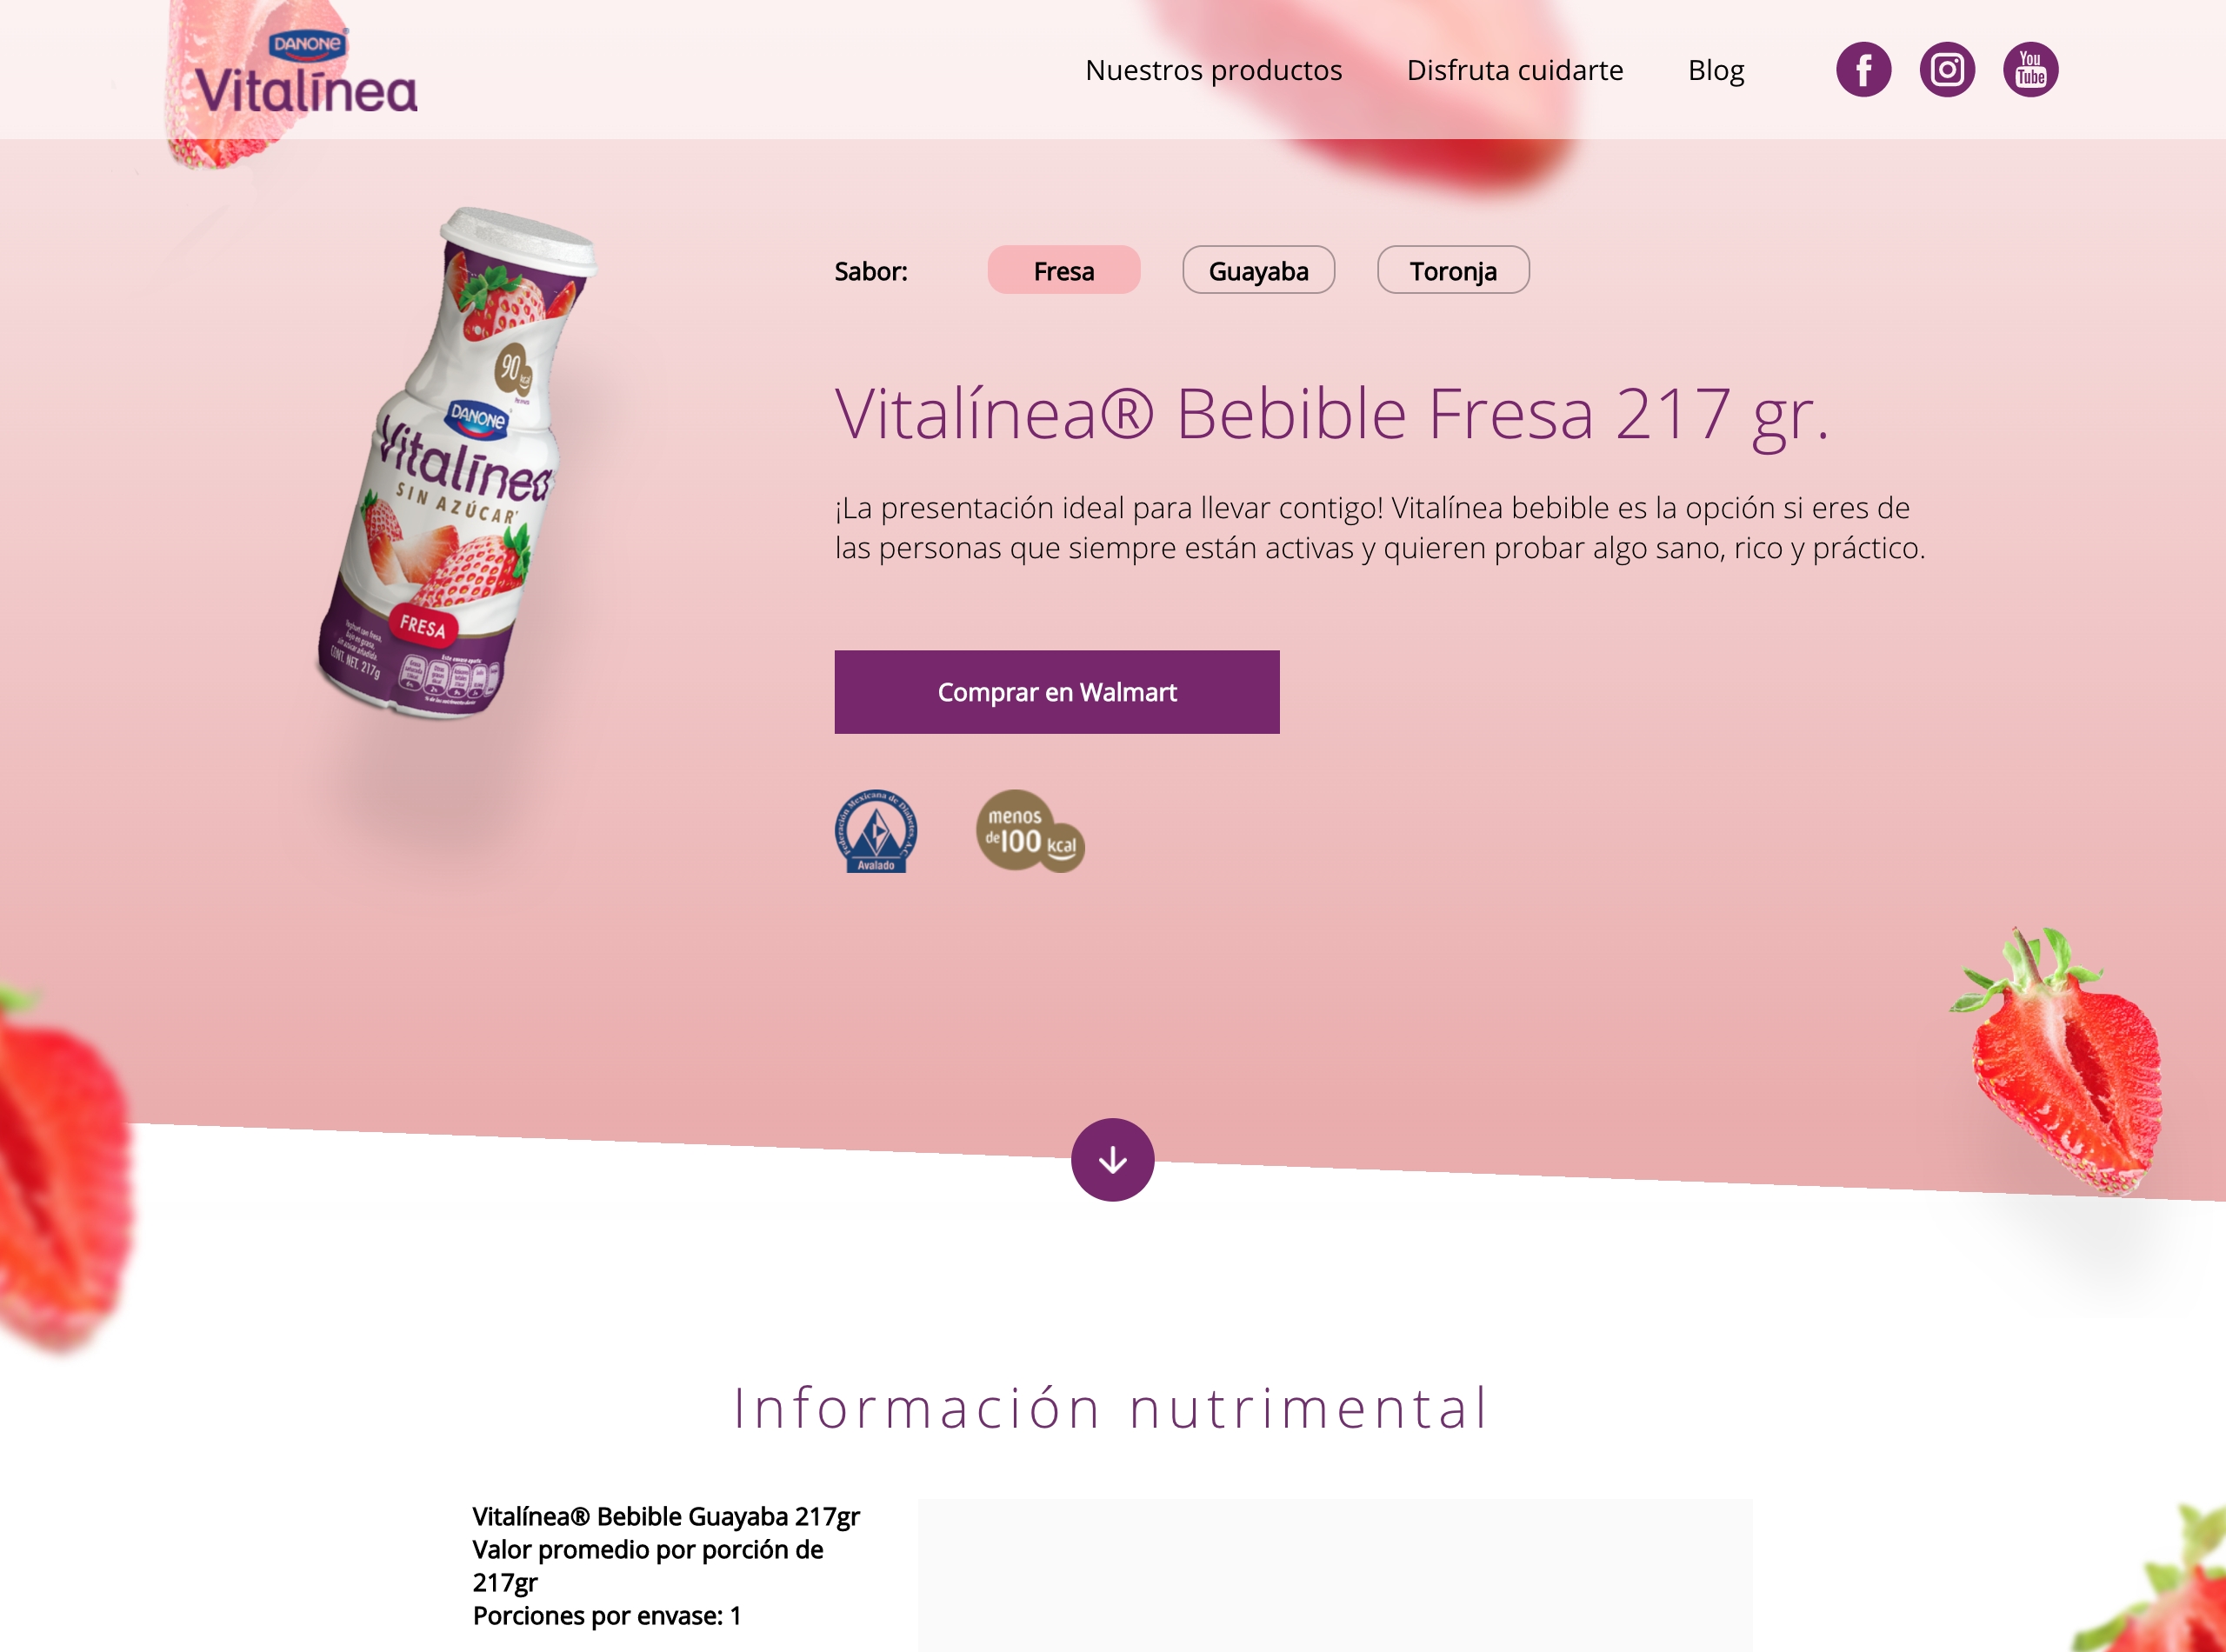 DANONE
Vitalínea
Nuestros productos
Disfruta cuidarte
Blog
You
Tube
Sabor:
Fresa
Guayaba
Toronja
90
kcal
DANONE
Vitalínea
SIN AZÚCAR
FRESA
CONT. NET. 217g
Vitalínea® Bebible Fresa 217 gr.
¡La presentación ideal para llevar contigo! Vitalínea bebible es la opción si eres de
las personas que siempre están activas y quieren probar algo sano, rico y práctico.
Comprar en Walmart
Federación Mexicana de Diabetes, A.C.
Avalado
menos
de 100 kcal
Información nutrimental
Vitalínea® Bebible Guayaba 217gr
Valor promedio por porción de
217gr
Porciones por envase: 1